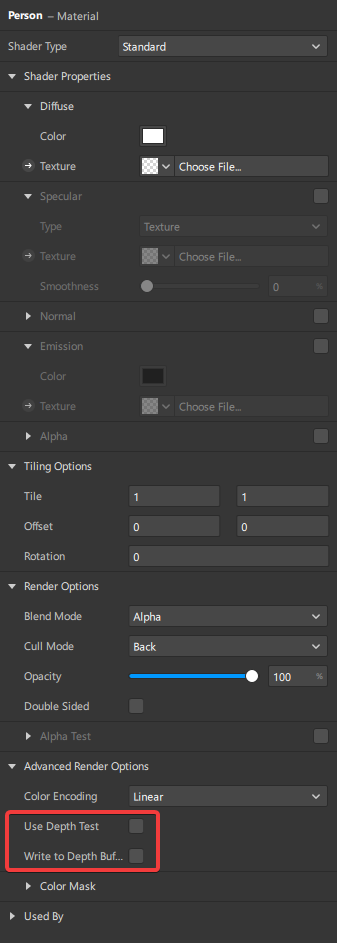 Person – Material
Shader Type Standard
Shader Properties
Diffuse
Color
Texture Choose File...
Specular
Type Texture
Texture Choose File...
Smoothness 0 %
Normal
Emission
Color
Texture Choose File...
Alpha
Tiling Options
Tile 1 1
Offset 0 0
Rotation 0
Render Options
Blend Mode Alpha
Cull Mode Back
Opacity 100 %
Double Sided
Alpha Test
Advanced Render Options
Color Encoding Linear
Use Depth Test
Write to Depth Buf...
Color Mask
Used By